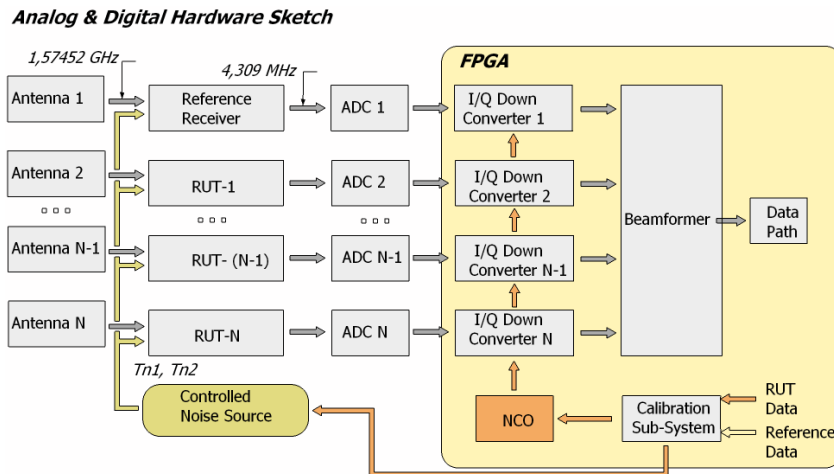 Analog & Digital Hardware Sketch
1,57452 GHz
4,309 MHz
FPGA
Antenna 1
Reference
Receiver
ADC 1
I/Q Down
Converter 1
Antenna 2
RUT-1
ADC 2
I/Q Down
Converter 2
Beamformer
Data
Path
Antenna N-1
RUT- (N-1)
ADC N-1
I/Q Down
Converter N-1
Antenna N
RUT-N
ADC N
I/Q Down
Converter N
Tn1, Tn2
Controlled
Noise Source
NCO
Calibration
Sub-System
RUT
Data
Reference
Data